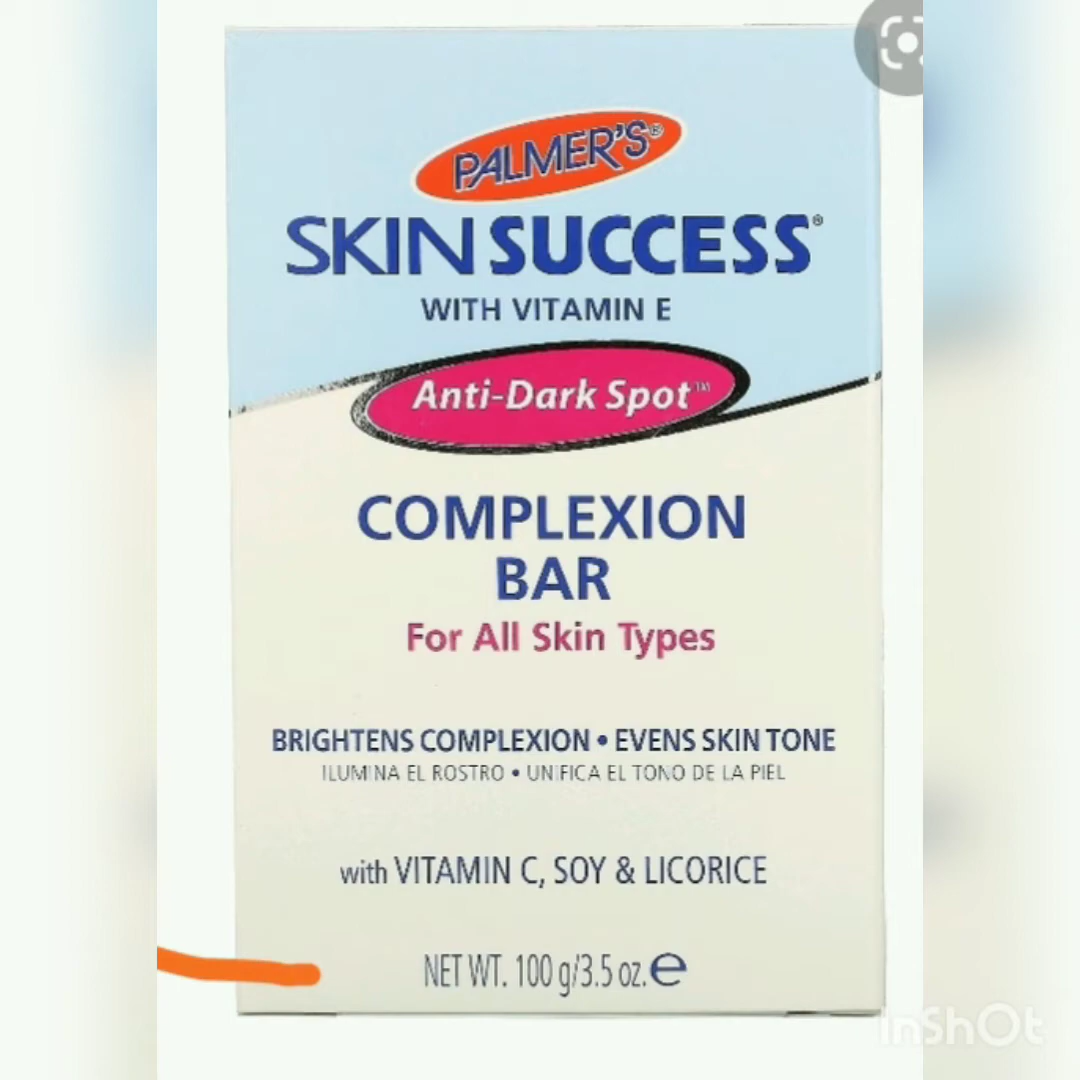 PALMER'S®
SKIN SUCCESS®
WITH VITAMIN E
Anti-Dark Spot™
COMPLEXION
BAR
For All Skin Types
BRIGHTENS COMPLEXION • EVENS SKIN TONE
ILUMINA EL ROSTRO • UNIFICA EL TONO DE LA PIEL
with VITAMIN C, SOY & LICORICE
NET WT. 100 g/3.5 oz. ℮
InShOt